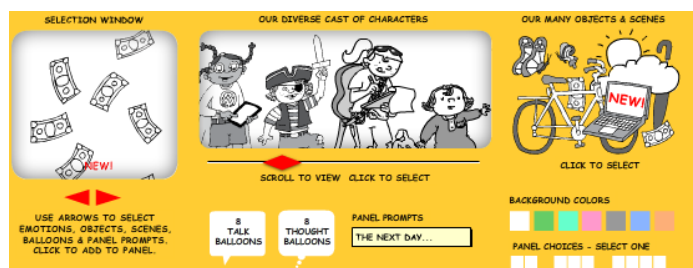 SELECTION WINDOW
OUR DIVERSE CAST OF CHARACTERS
OUR MANY OBJECTS & SCENES
NEW!
NEW!
CLICK TO SELECT
SCROLL TO VIEW CLICK TO SELECT
USE ARROWS TO SELECT
EMOTIONS, OBJECTS, SCENES,
BALLOONS & PANEL PROMPTS.
CLICK TO ADD TO PANEL.
8
TALK
BALLOONS
8
THOUGHT
BALLOONS
PANEL PROMPTS
THE NEXT DAY...
BACKGROUND COLORS
PANEL CHOICES - SELECT ONE